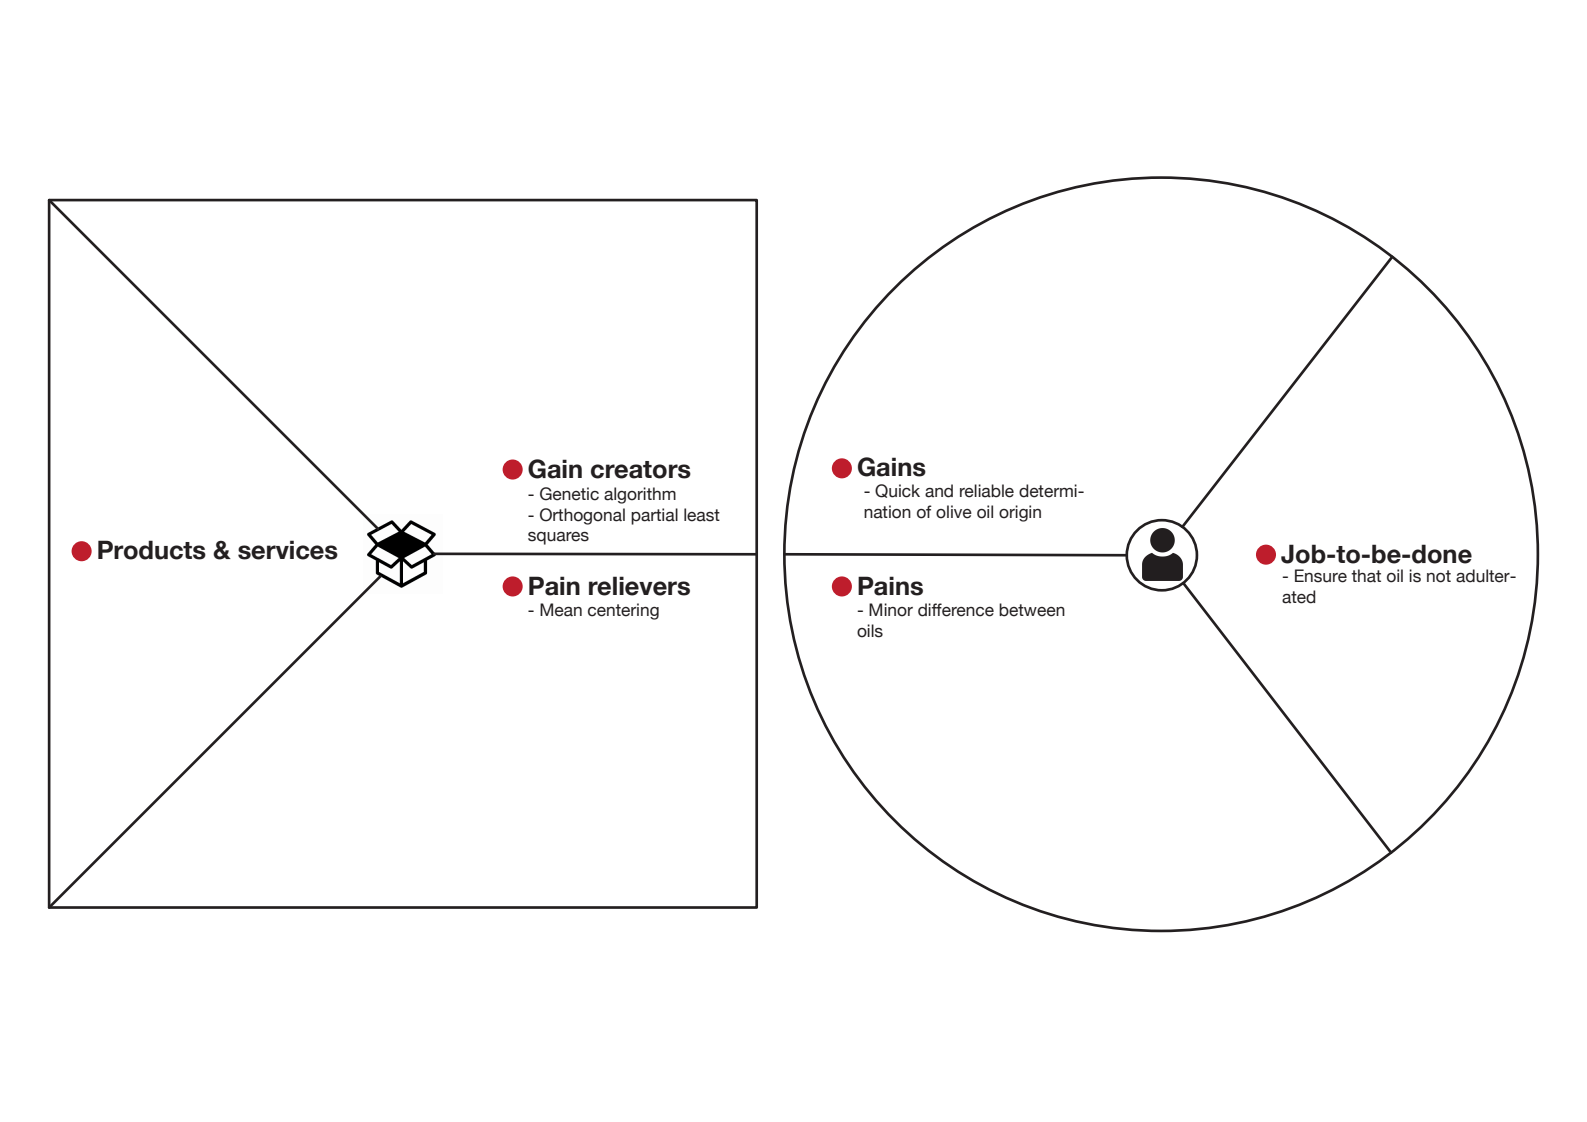 Products & services
Gain creators
- Genetic algorithm
- Orthogonal partial least
squares
Pain relievers
- Mean centering
Gains
- Quick and reliable determi-
nation of olive oil origin
Pains
- Minor difference between
oils
Job-to-be-done
- Ensure that oil is not adulter-
ated